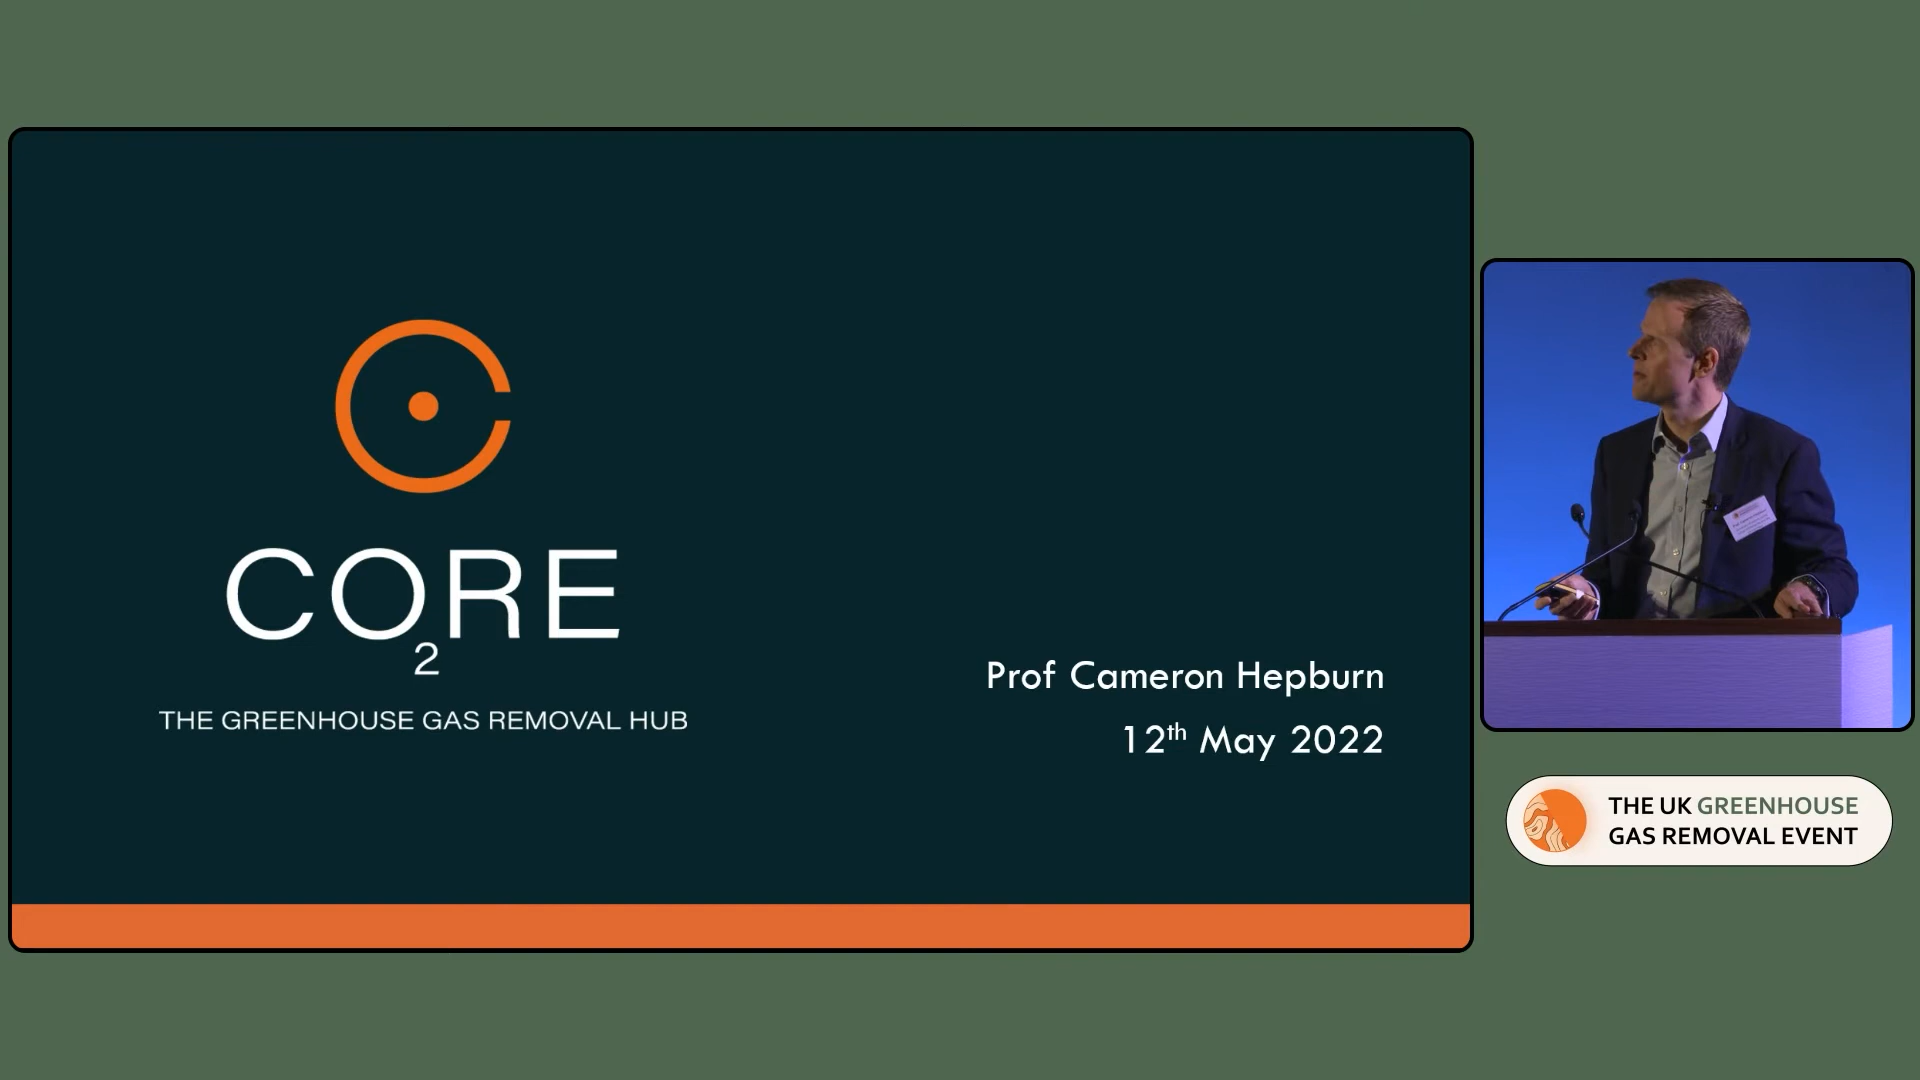 CO2RE
THE GREENHOUSE GAS REMOVAL HUB
Prof Cameron Hepburn
12th May 2022
THE UK GREENHOUSE
GAS REMOVAL EVENT